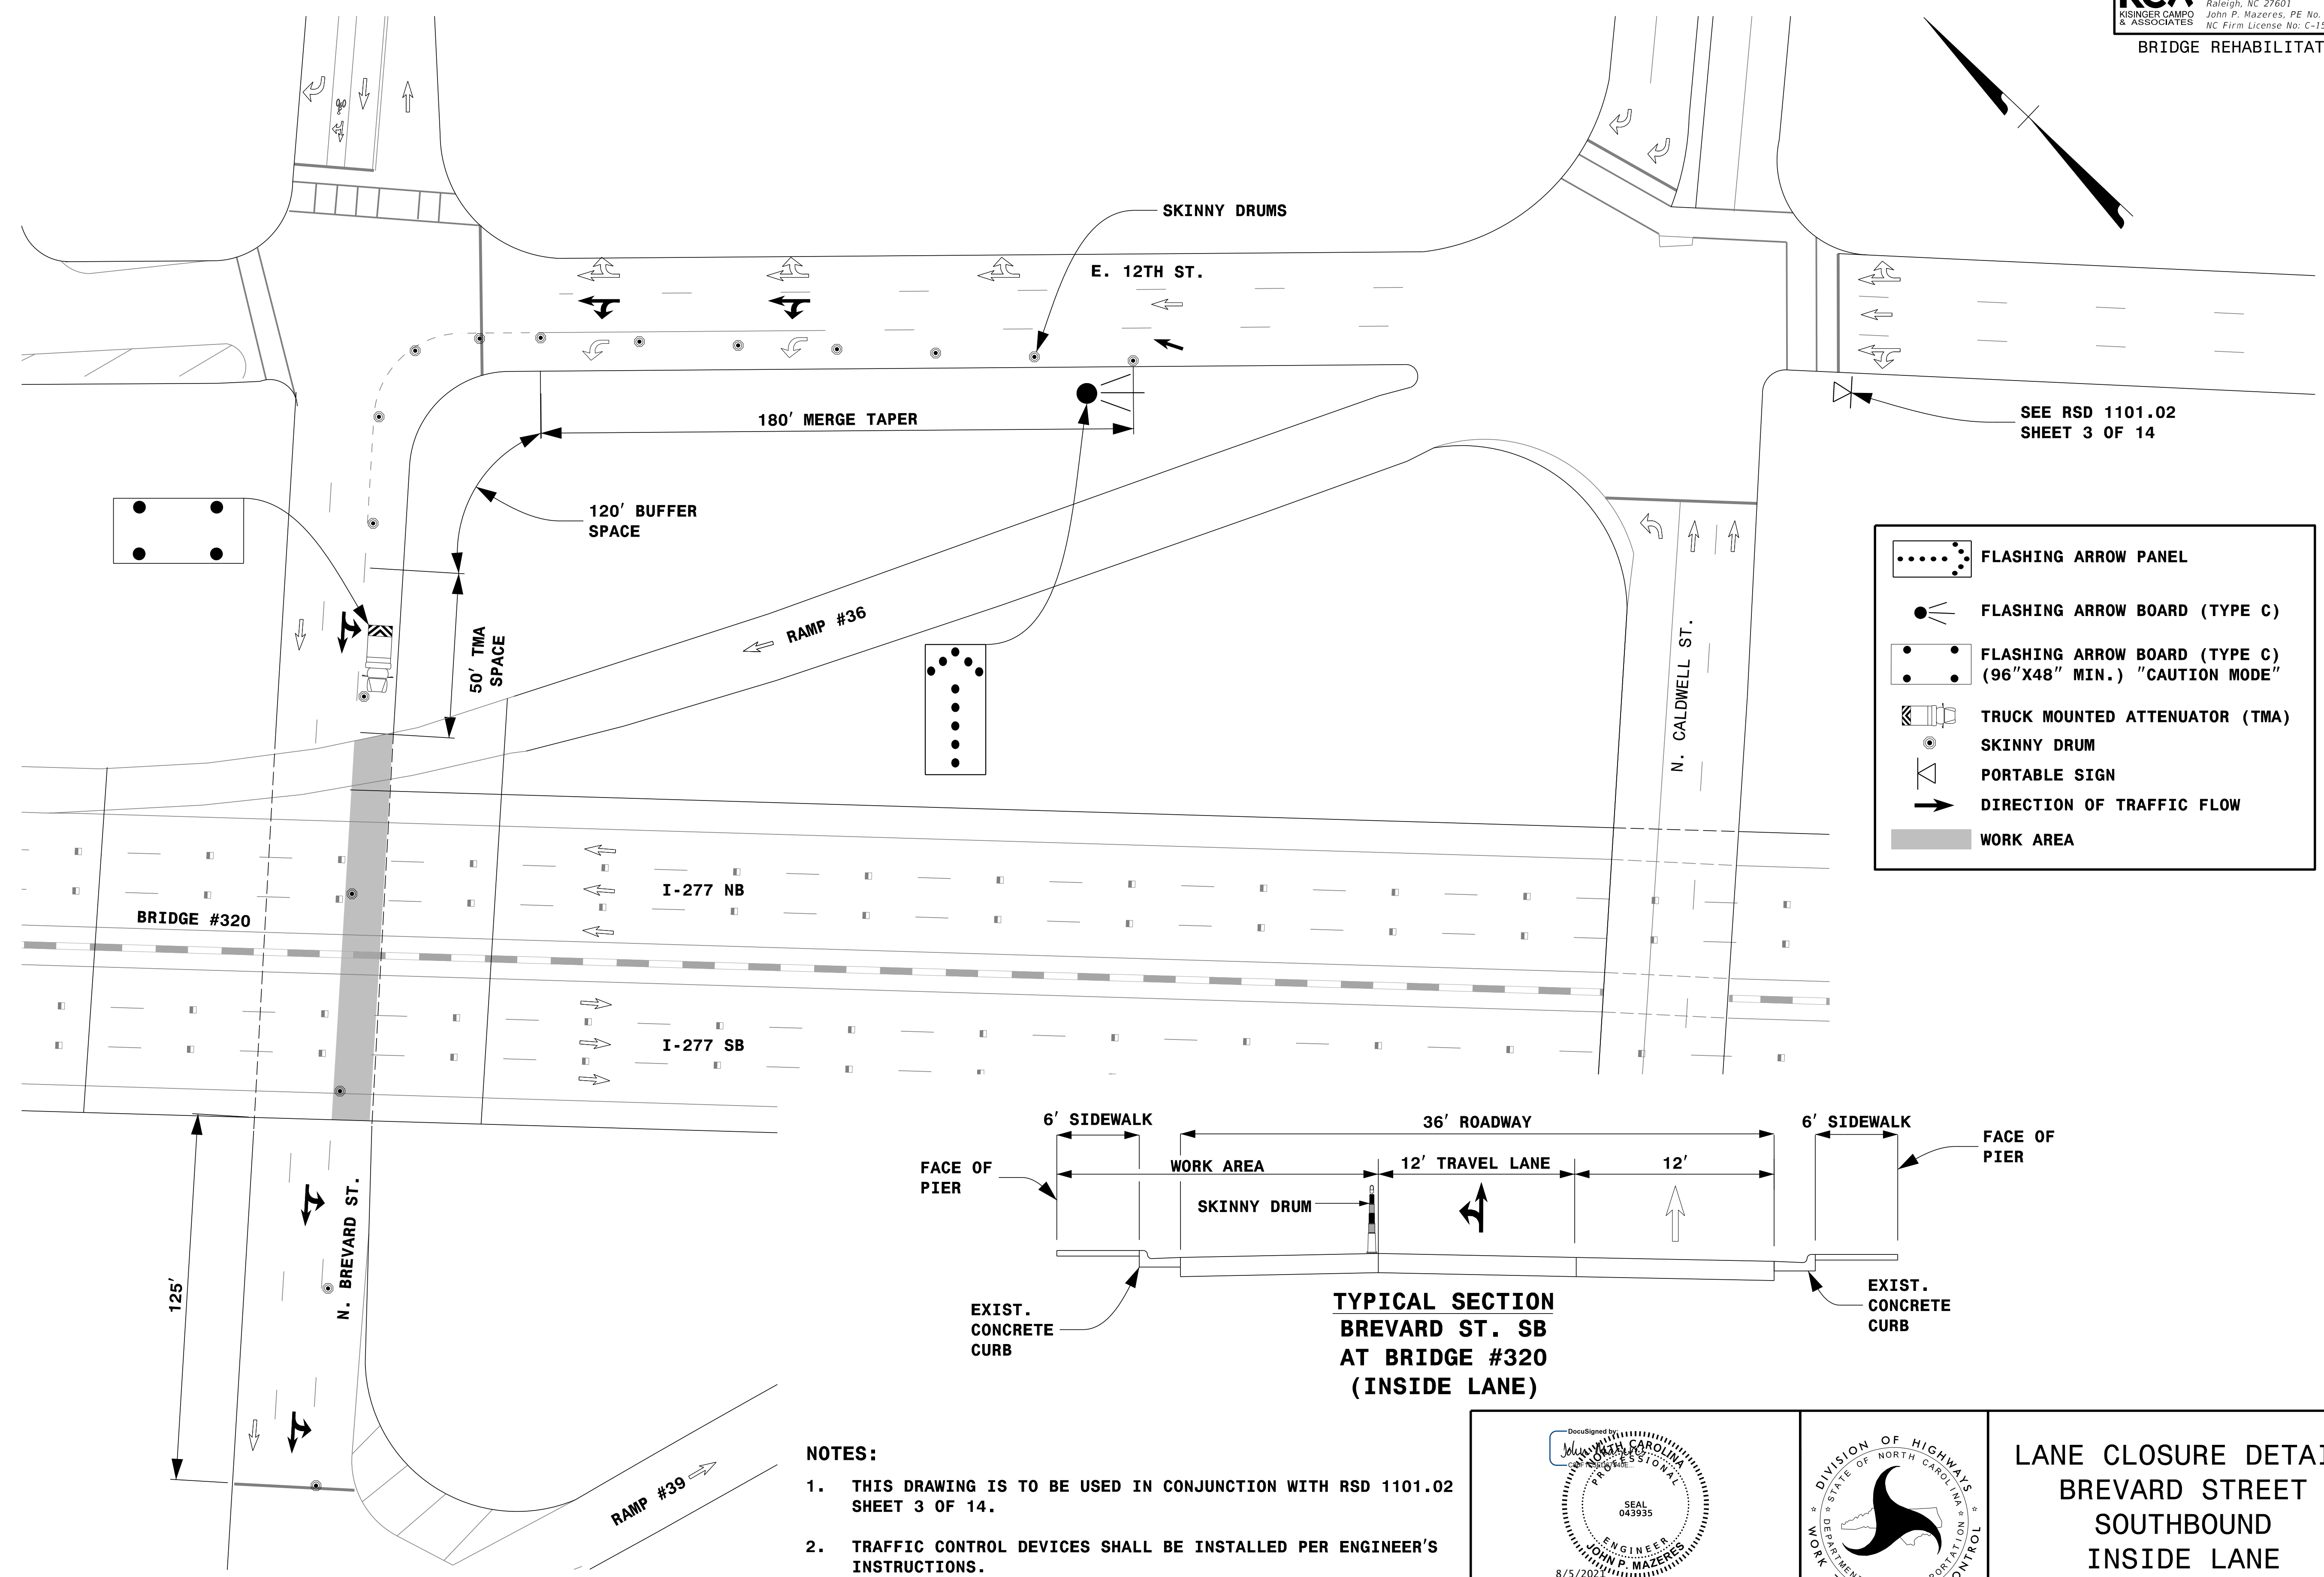 KISINGER CAMPO
& ASSOCIATES
Raleigh, NC 27601
John P. Mazeres, PE No.
NC Firm License No: C-15
BRIDGE REHABILITAT
SKINNY DRUMS
E. 12TH ST.
180' MERGE TAPER
SEE RSD 1101.02
SHEET 3 OF 14
120' BUFFER
SPACE
50' TMA
SPACE
RAMP #36
N. CALDWELL ST.
FLASHING ARROW PANEL
FLASHING ARROW BOARD (TYPE C)
FLASHING ARROW BOARD (TYPE C)
(96"X48" MIN.) "CAUTION MODE"
TRUCK MOUNTED ATTENUATOR (TMA)
SKINNY DRUM
PORTABLE SIGN
DIRECTION OF TRAFFIC FLOW
WORK AREA
I-277 NB
BRIDGE #320
I-277 SB
125'
N. BREVARD ST.
RAMP #39
6' SIDEWALK
36' ROADWAY
6' SIDEWALK
FACE OF
PIER
WORK AREA
12' TRAVEL LANE
12'
FACE OF
PIER
SKINNY DRUM
EXIST.
CONCRETE
CURB
EXIST.
CONCRETE
CURB
TYPICAL SECTION
BREVARD ST. SB
AT BRIDGE #320
(INSIDE LANE)
NOTES:
1. THIS DRAWING IS TO BE USED IN CONJUNCTION WITH RSD 1101.02
SHEET 3 OF 14.
2. TRAFFIC CONTROL DEVICES SHALL BE INSTALLED PER ENGINEER'S
INSTRUCTIONS.
DocuSigned by:
NORTH CAROLINA
PROFESSIONAL
SEAL
043935
ENGINEER
JOHN P. MAZERES
8/5/2021
DIVISION OF HIGHWAYS
STATE OF NORTH CAROLINA
WORK
LANE CLOSURE DETAI
BREVARD STREET
SOUTHBOUND
INSIDE LANE